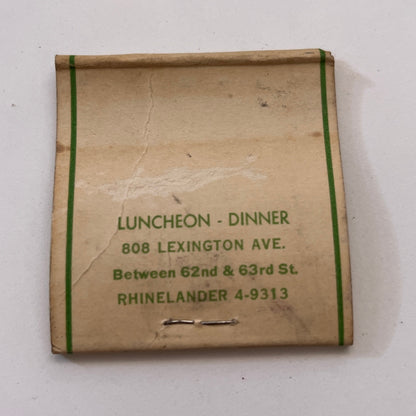 LUNCHEON - DINNER
808 LEXINGTON AVE.
Between 62nd & 63rd St.
RHINELANDER 4-9313